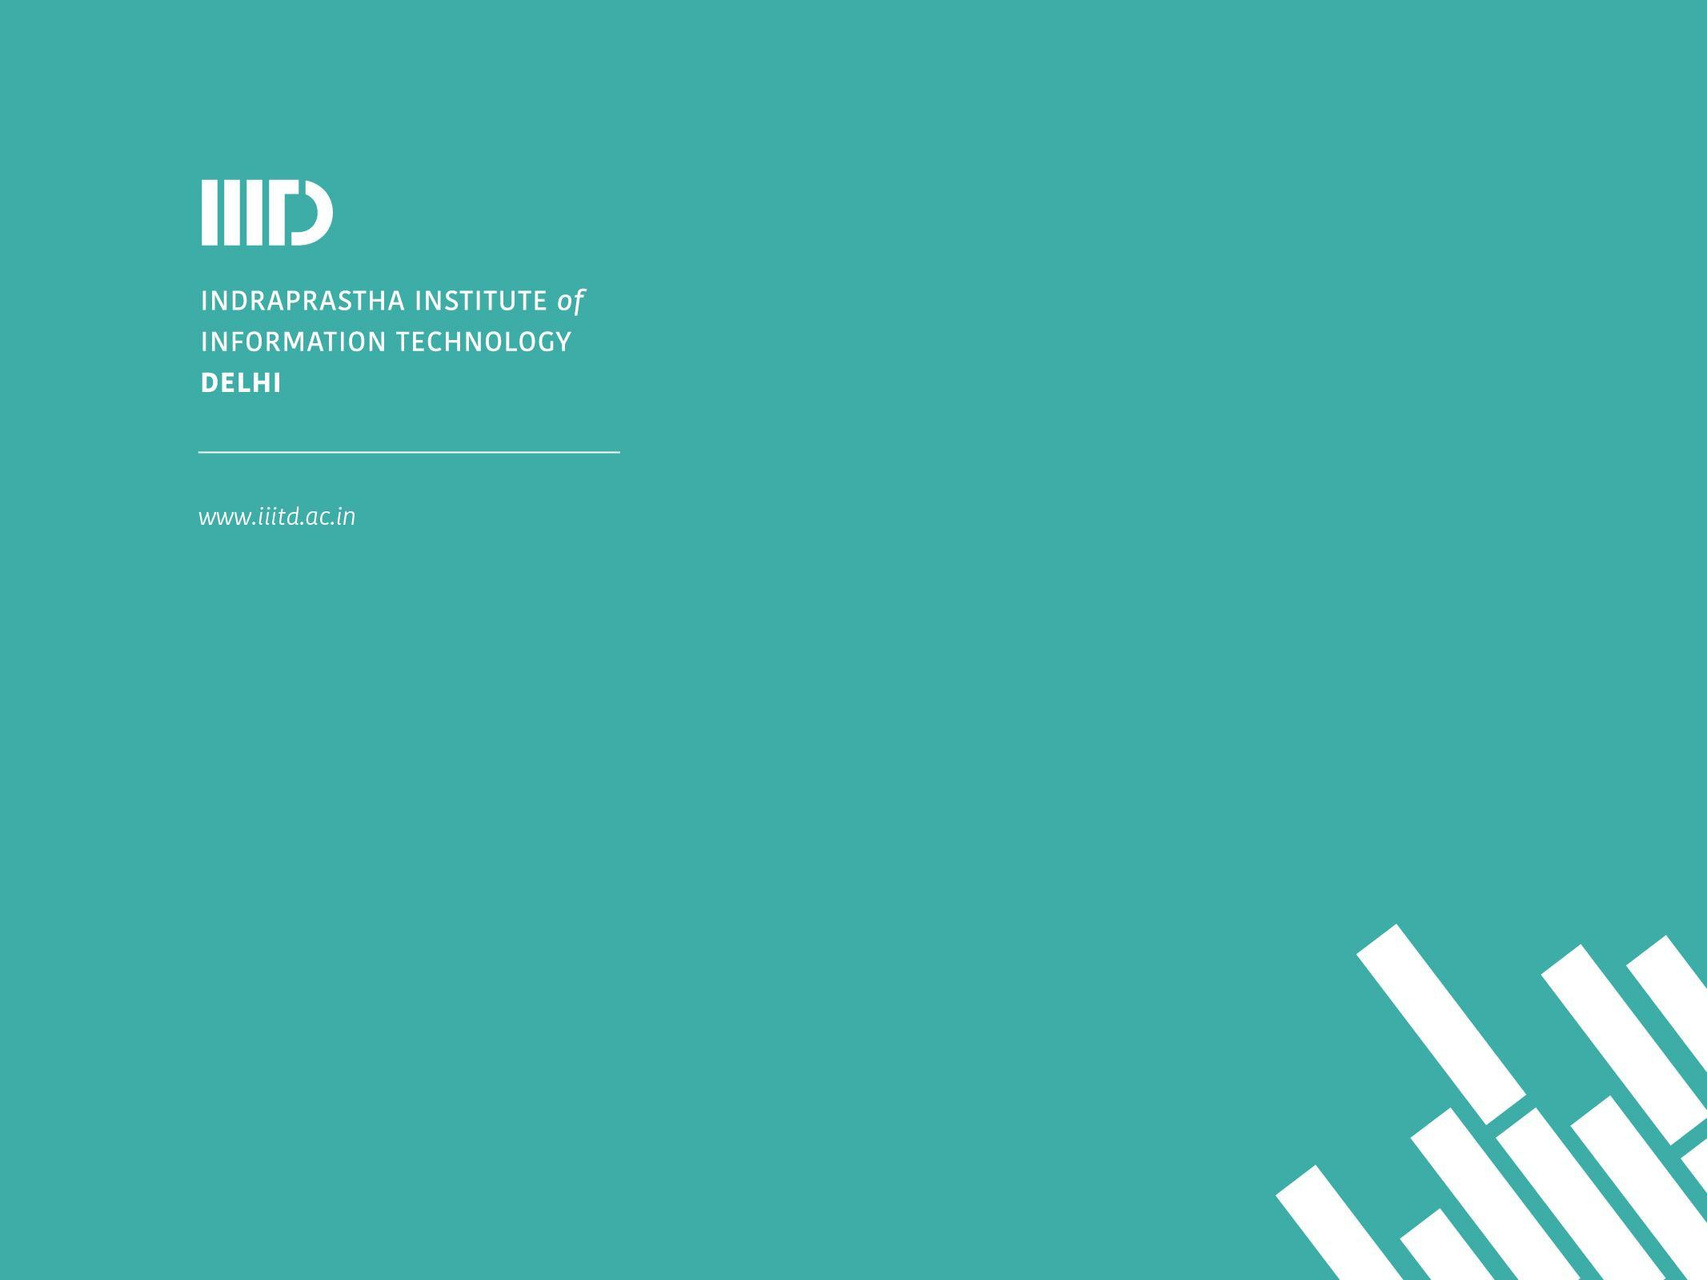 IIITD
INDRAPRASTHA INSTITUTE of
INFORMATION TECHNOLOGY
DELHI
www.iiitd.ac.in